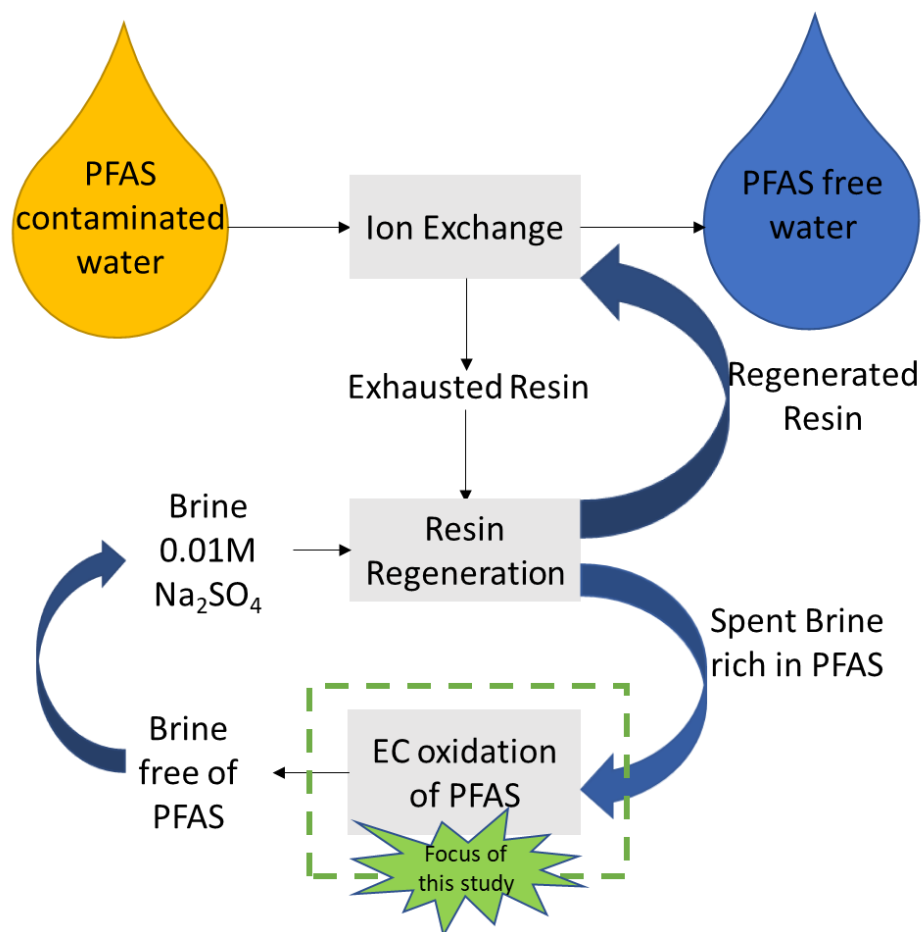 PFAS
contaminated
water
Ion Exchange
PFAS free
water
Exhausted Resin
Regenerated
Resin
Brine
0.01M
Na₂SO₄
Resin
Regeneration
Spent Brine
rich in PFAS
Brine
free of
PFAS
EC oxidation
of PFAS
Focus of
this study